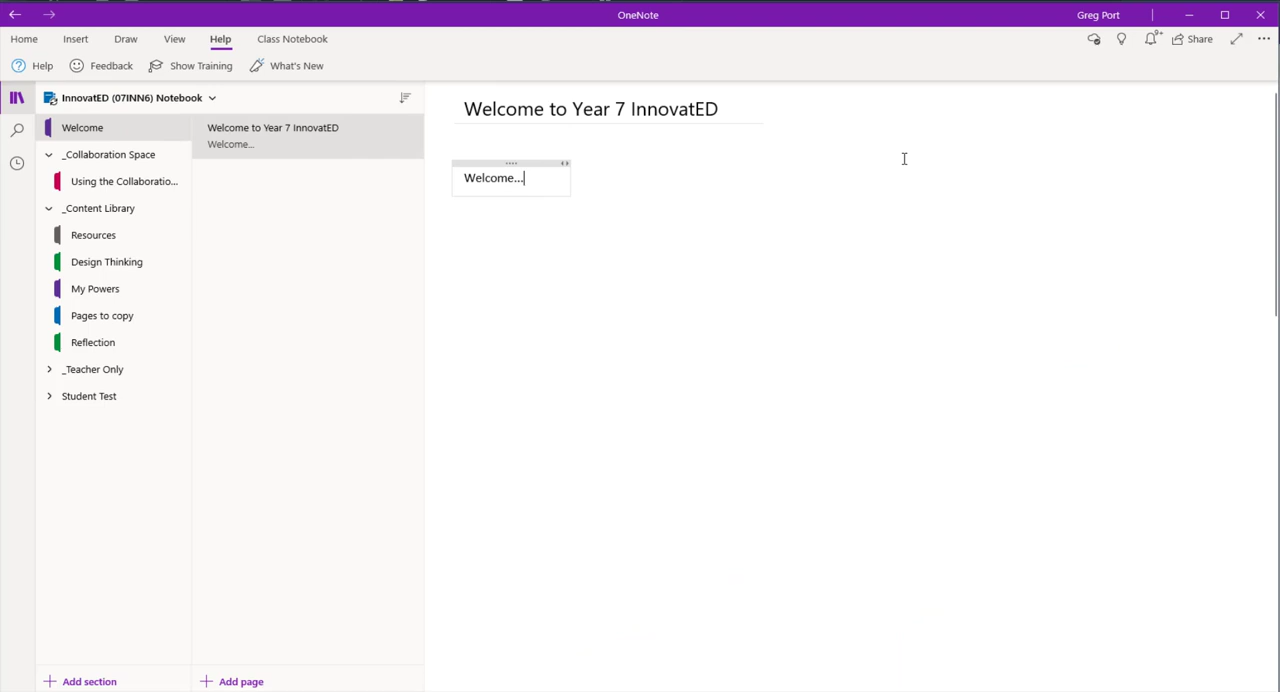 OneNote
Greg Port
Home Insert Draw View Help Class Notebook
Share
Help Feedback Show Training What's New
InnovatED (07INN6) Notebook
Welcome
_Collaboration Space
Using the Collaboratio...
_Content Library
Resources
Design Thinking
My Powers
Pages to copy
Reflection
_Teacher Only
Student Test
Add section
Welcome to Year 7 InnovatED
Welcome...
Add page
Welcome to Year 7 InnovatED
Welcome...